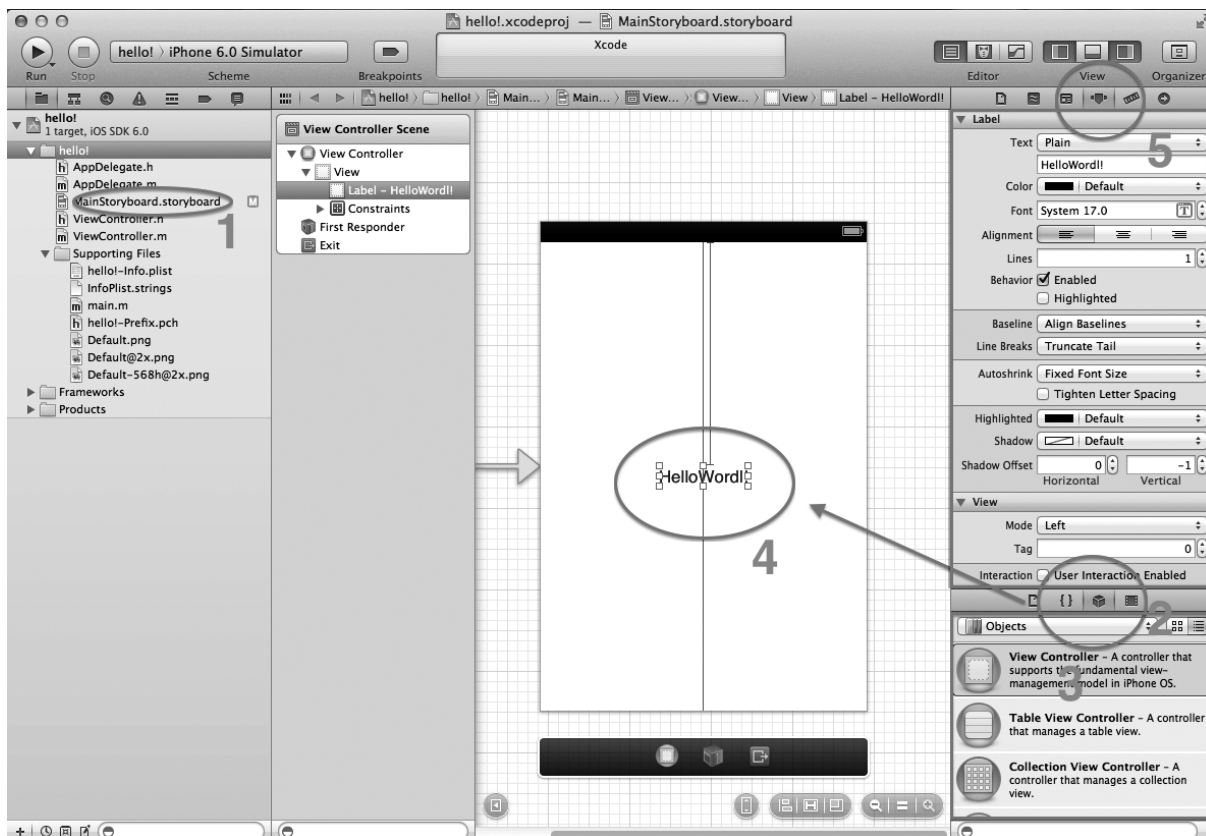 hello!.xcodeproj — MainStoryboard.storyboard
Run Stop
hello! › iPhone 6.0 Simulator
Scheme
Breakpoints
Xcode
Editor View Organizer
hello! › hello! › Main... › Main... › View... › View... › View › Label – HelloWordl!
hello!
1 target, iOS SDK 6.0
hello!
AppDelegate.h
AppDelegate.m
MainStoryboard.storyboard M
1
ViewController.h
ViewController.m
Supporting Files
hello!-Info.plist
InfoPlist.strings
main.m
hello!-Prefix.pch
Default.png
Default@2x.png
Default-568h@2x.png
Frameworks
Products
View Controller Scene
View Controller
View
Label – HelloWordl!
Constraints
First Responder
Exit
HelloWordl!
4
5
Label
Text Plain
HelloWordl!
Color Default
Font System 17.0 T
Alignment
Lines 1
Behavior Enabled
Highlighted
Baseline Align Baselines
Line Breaks Truncate Tail
Autoshrink Fixed Font Size
Tighten Letter Spacing
Highlighted Default
Shadow Default
Shadow Offset 0 -1
Horizontal Vertical
View
Mode Left
Tag 0
Interaction User Interaction Enabled
{ }
2
Objects
3
View Controller – A controller that
supports the fundamental view-
management model in iPhone OS.
Table View Controller – A controller
that manages a table view.
Collection View Controller – A
controller that manages a collection
view.